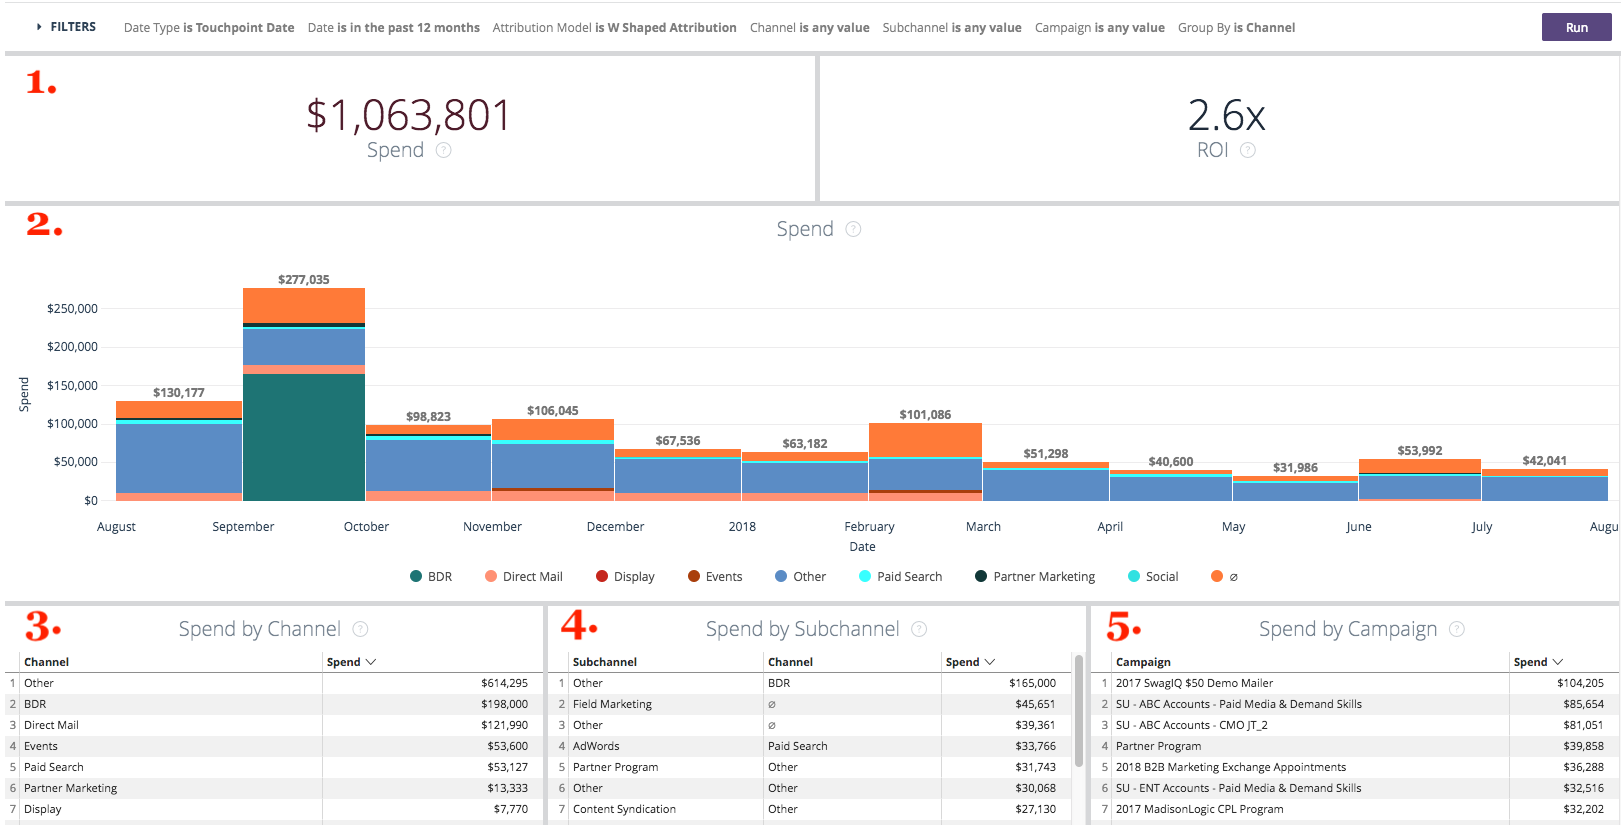 FILTERS Date Type is Touchpoint Date Date is in the past 12 months Attribution Model is W Shaped Attribution Channel is any value Subchannel is any value Campaign is any value Group By is Channel Run
1.
$1,063,801
Spend ?
2.6x
ROI ?
2.
Spend ?
$277,035
$250,000
$200,000
$150,000
$100,000
$50,000
$0
Spend
$130,177
$98,823
$106,045
$67,536
$63,182
$101,086
$51,298
$40,600
$31,986
$53,992
$42,041
August September October November December 2018 February March April May June July Augu
Date
BDR Direct Mail Display Events Other Paid Search Partner Marketing Social ∅
3.
Spend by Channel ?
Channel Spend
1 Other $614,295
2 BDR $198,000
3 Direct Mail $121,990
4 Events $53,600
5 Paid Search $53,127
6 Partner Marketing $13,333
7 Display $7,770
4.
Spend by Subchannel ?
Subchannel Channel Spend
1 Other BDR $165,000
2 Field Marketing ∅ $45,651
3 Other ∅ $39,361
4 AdWords Paid Search $33,766
5 Partner Program Other $31,743
6 Other Other $30,068
7 Content Syndication Other $27,130
5.
Spend by Campaign ?
Campaign Spend
1 2017 SwagIQ $50 Demo Mailer $104,205
2 SU - ABC Accounts - Paid Media & Demand Skills $85,654
3 SU - ABC Accounts - CMO JT_2 $81,051
4 Partner Program $39,858
5 2018 B2B Marketing Exchange Appointments $36,288
6 SU - ENT Accounts - Paid Media & Demand Skills $32,516
7 2017 MadisonLogic CPL Program $32,202